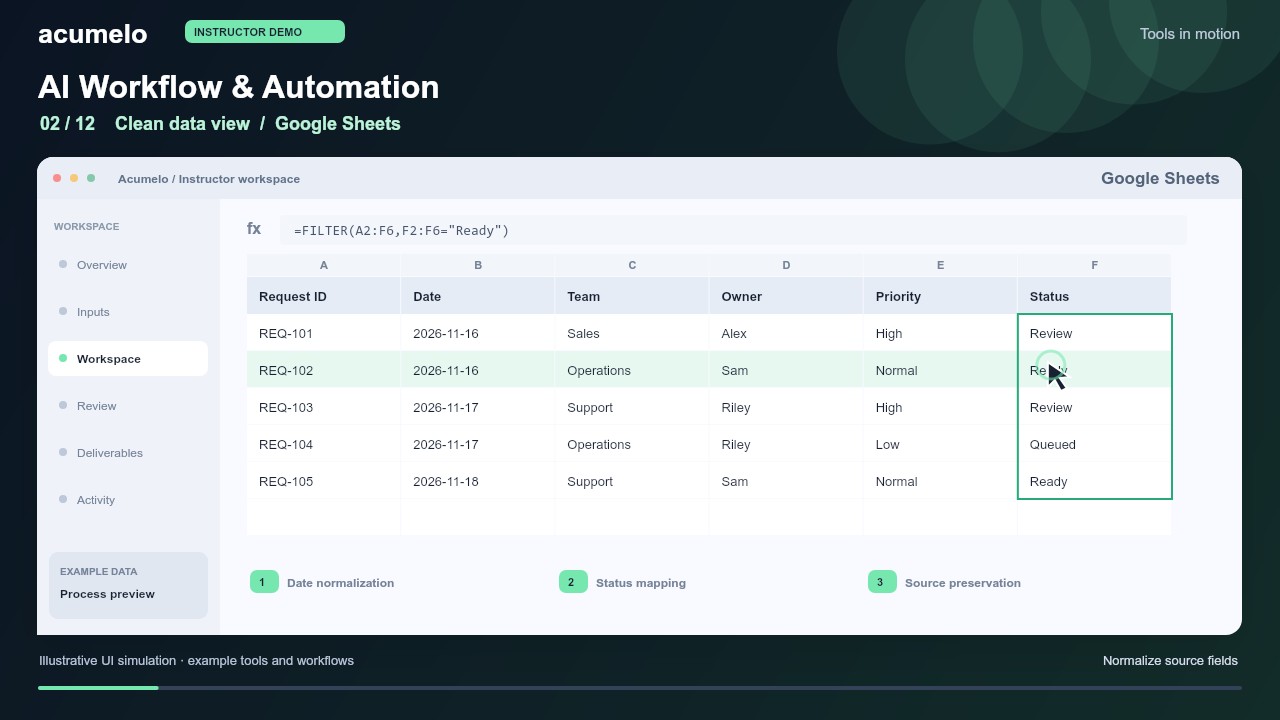 acumelo
INSTRUCTOR DEMO
Tools in motion
AI Workflow & Automation
02 / 12 Clean data view / Google Sheets
Acumelo / Instructor workspace
Google Sheets
WORKSPACE
Overview
Inputs
Workspace
Review
Deliverables
Activity
EXAMPLE DATA
Process preview
fx =FILTER(A2:F6,F2:F6="Ready")
A B C D E F
Request ID Date Team Owner Priority Status
REQ-101 2026-11-16 Sales Alex High Review
REQ-102 2026-11-16 Operations Sam Normal Ready
REQ-103 2026-11-17 Support Riley High Review
REQ-104 2026-11-17 Operations Riley Low Queued
REQ-105 2026-11-18 Support Sam Normal Ready
1 Date normalization
2 Status mapping
3 Source preservation
Illustrative UI simulation · example tools and workflows
Normalize source fields